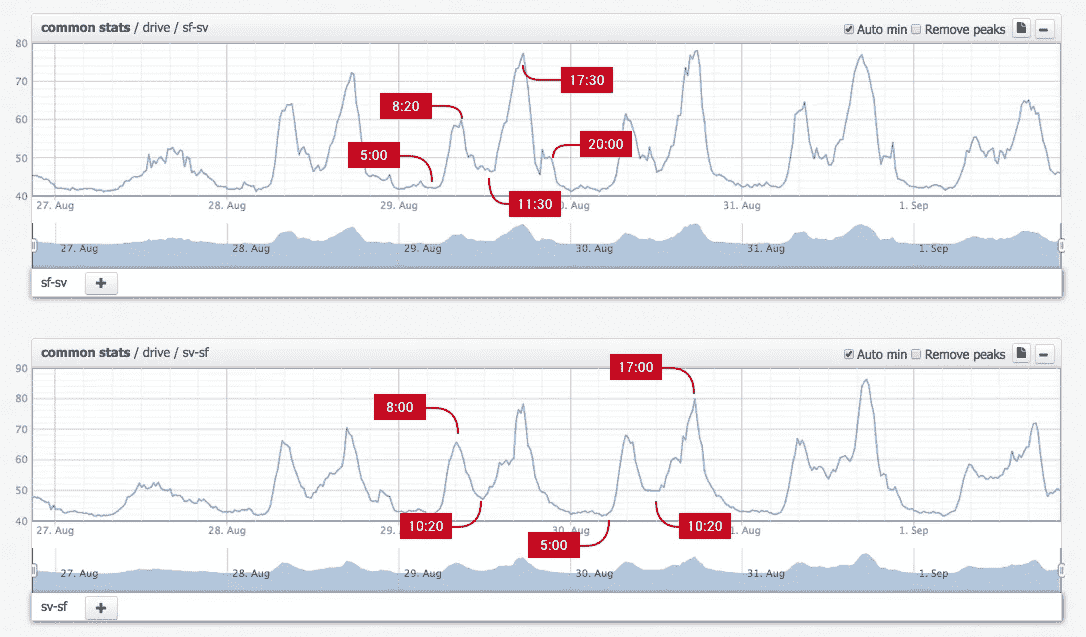 common stats / drive / sf-sv
Auto min Remove peaks
80
70
60
50
40
17:30
8:20
20:00
5:00
11:30
27. Aug 28. Aug 29. Aug 30. Aug 31. Aug 1. Sep
27. Aug 28. Aug 29. Aug 30. Aug 31. Aug 1. Sep
sf-sv
common stats / drive / sv-sf
Auto min Remove peaks
90
80
70
60
50
40
17:00
8:00
10:20
10:20
5:00
27. Aug 28. Aug 29. 30. Aug 1. Aug 1. Sep
27. Aug 28. Aug 29. Aug 30. Aug 31. Aug 1. Sep
sv-sf